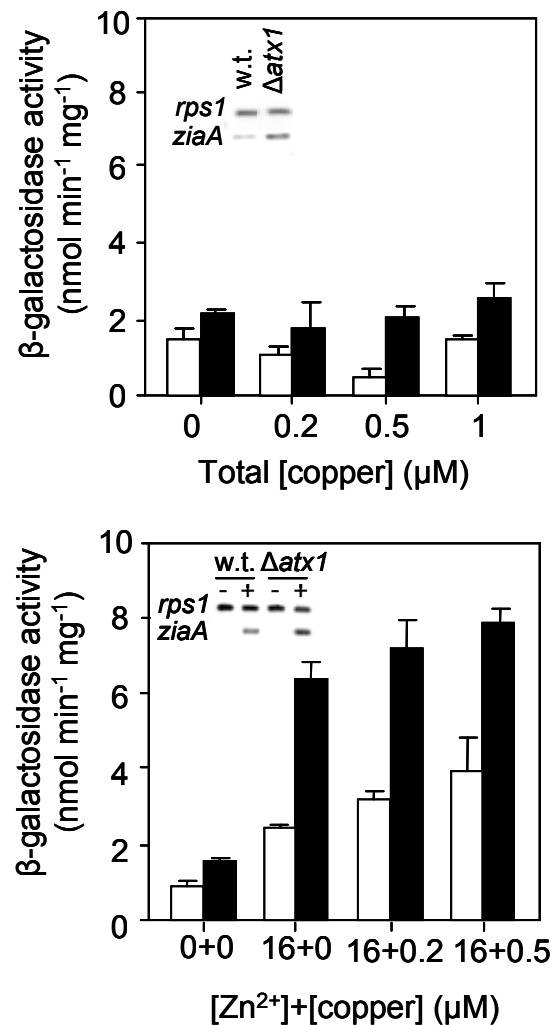 β-galactosidase activity
(nmol min⁻¹ mg⁻¹)
10
8
6
4
2
0
w.t.
Δatx1
rps1
ziaA
0 0.2 0.5 1
Total [copper] (μM)
β-galactosidase activity
(nmol min⁻¹ mg⁻¹)
10
8
6
4
2
0
w.t. Δatx1
- + - +
rps1
ziaA
0+0 16+0 16+0.2 16+0.5
[Zn²⁺]+[copper] (μM)